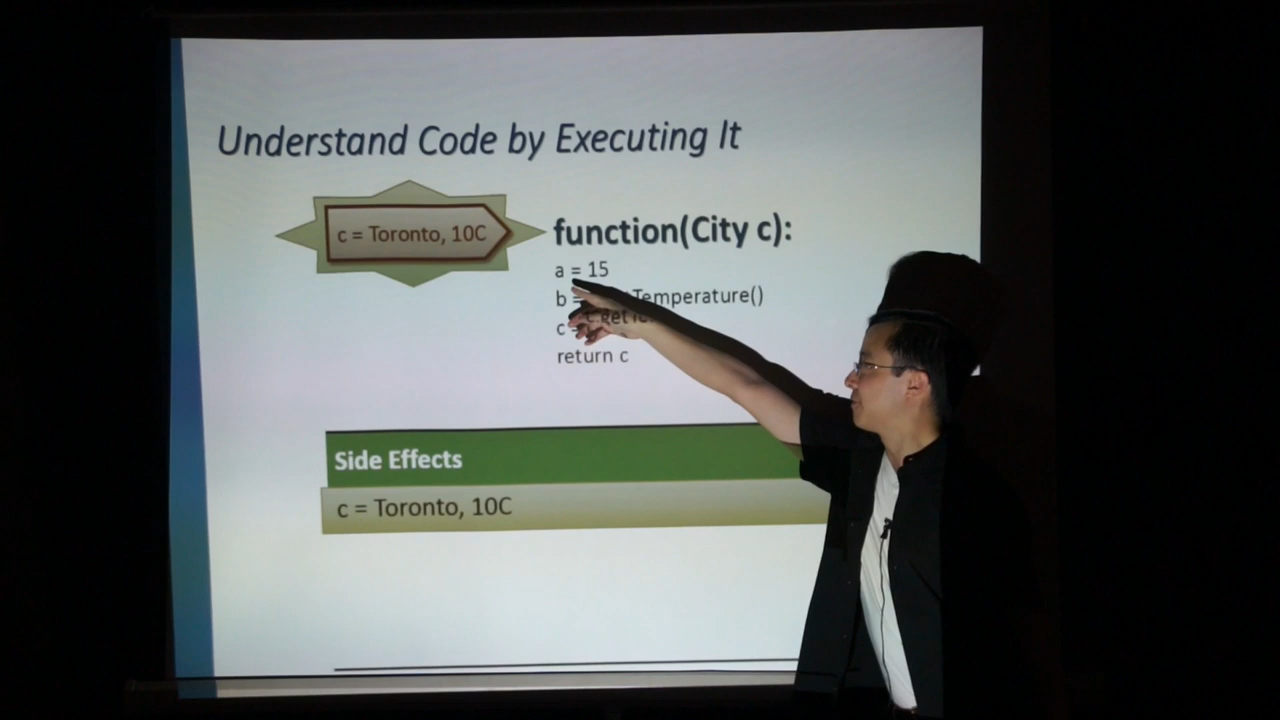 Understand Code by Executing It
c = Toronto, 10C
function(City c):
a = 15
b = Temperature()
c =
return c
Side Effects
c = Toronto, 10C